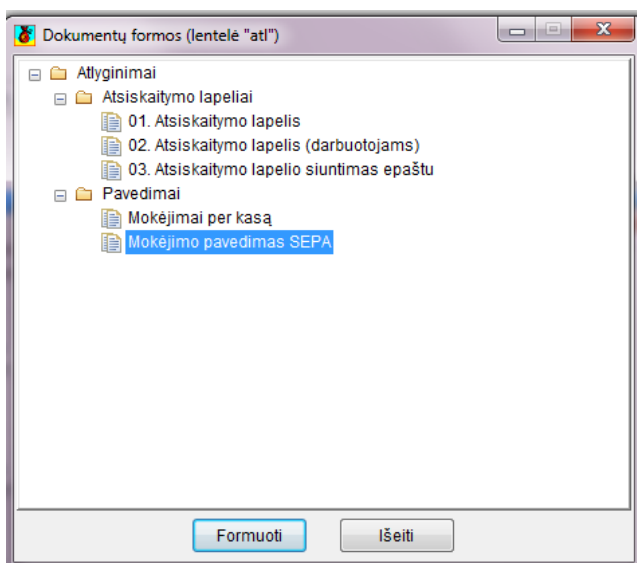 Dokumentų formos (lentelė "atl")
Atlyginimai
Atsiskaitymo lapeliai
01. Atsiskaitymo lapelis
02. Atsiskaitymo lapelis (darbuotojams)
03. Atsiskaitymo lapelio siuntimas epaštu
Pavedimai
Mokėjimai per kasą
Mokėjimo pavedimas SEPA
Formuoti Išeiti